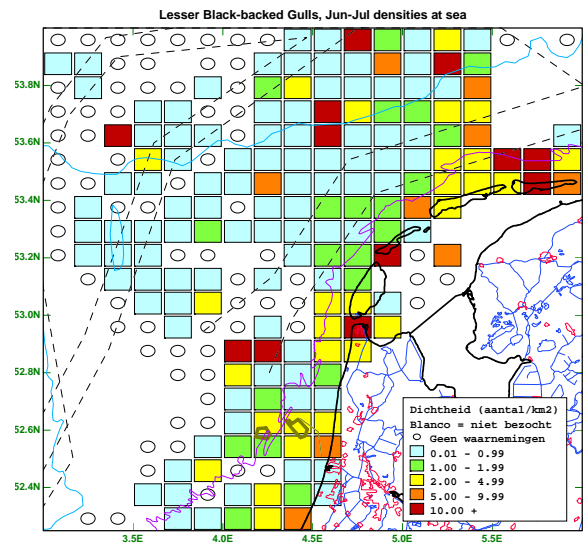 Lesser Black-backed Gulls, Jun-Jul densities at sea
53.8N
53.6N
53.4N
53.2N
53.0N
52.8N
52.6N
52.4N
3.5E
4.0E
4.5E
5.0E
5.5E
Dichtheid (aantal/km2)
Blanco = niet bezocht
Geen waarnemingen
0.01 - 0.99
1.00 - 1.99
2.00 - 4.99
5.00 - 9.99
10.00 +